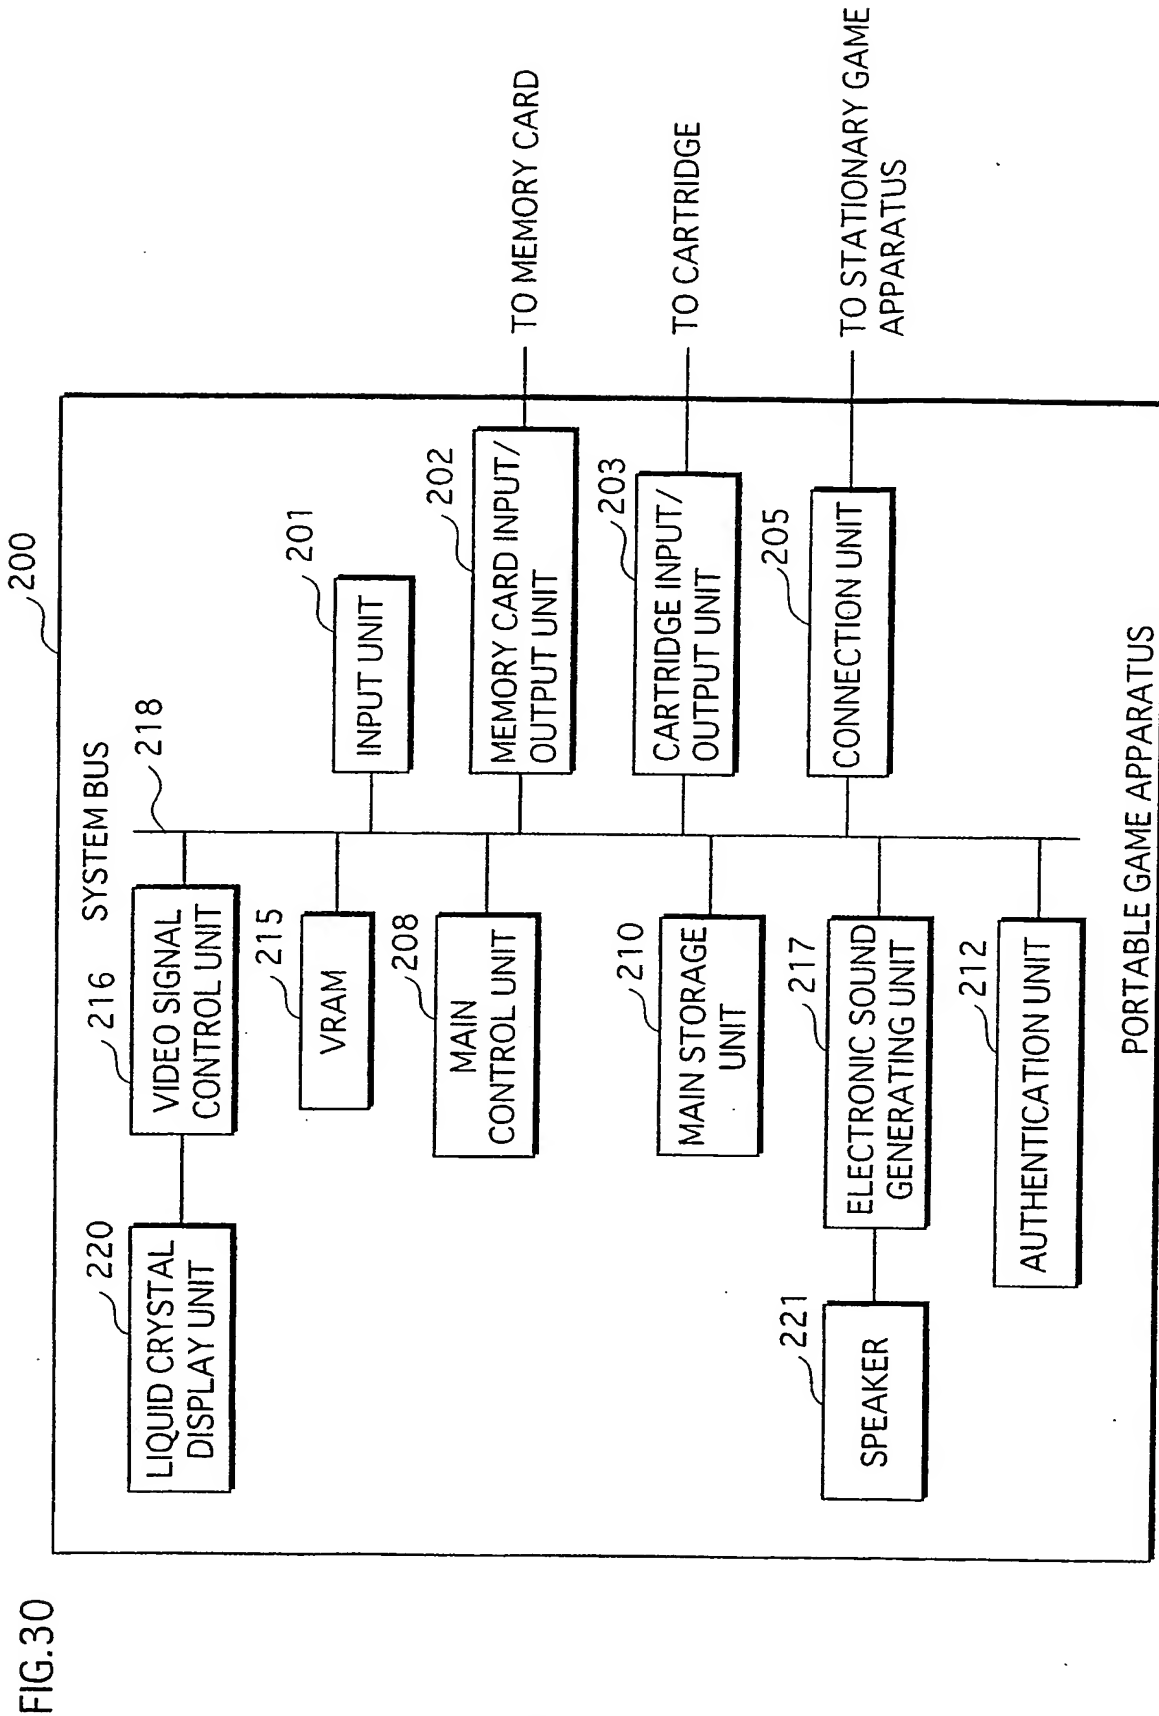 FIG.30
200
SYSTEM BUS
218
220
LIQUID CRYSTAL
DISPLAY UNIT
216
VIDEO SIGNAL
CONTROL UNIT
215
VRAM
201
INPUT UNIT
208
MAIN
CONTROL UNIT
202
MEMORY CARD INPUT/
OUTPUT UNIT
TO MEMORY CARD
210
MAIN STORAGE
UNIT
203
CARTRIDGE INPUT/
OUTPUT UNIT
TO CARTRIDGE
221
SPEAKER
217
ELECTRONIC SOUND
GENERATING UNIT
205
CONNECTION UNIT
TO STATIONARY GAME
APPARATUS
212
AUTHENTICATION UNIT
PORTABLE GAME APPARATUS